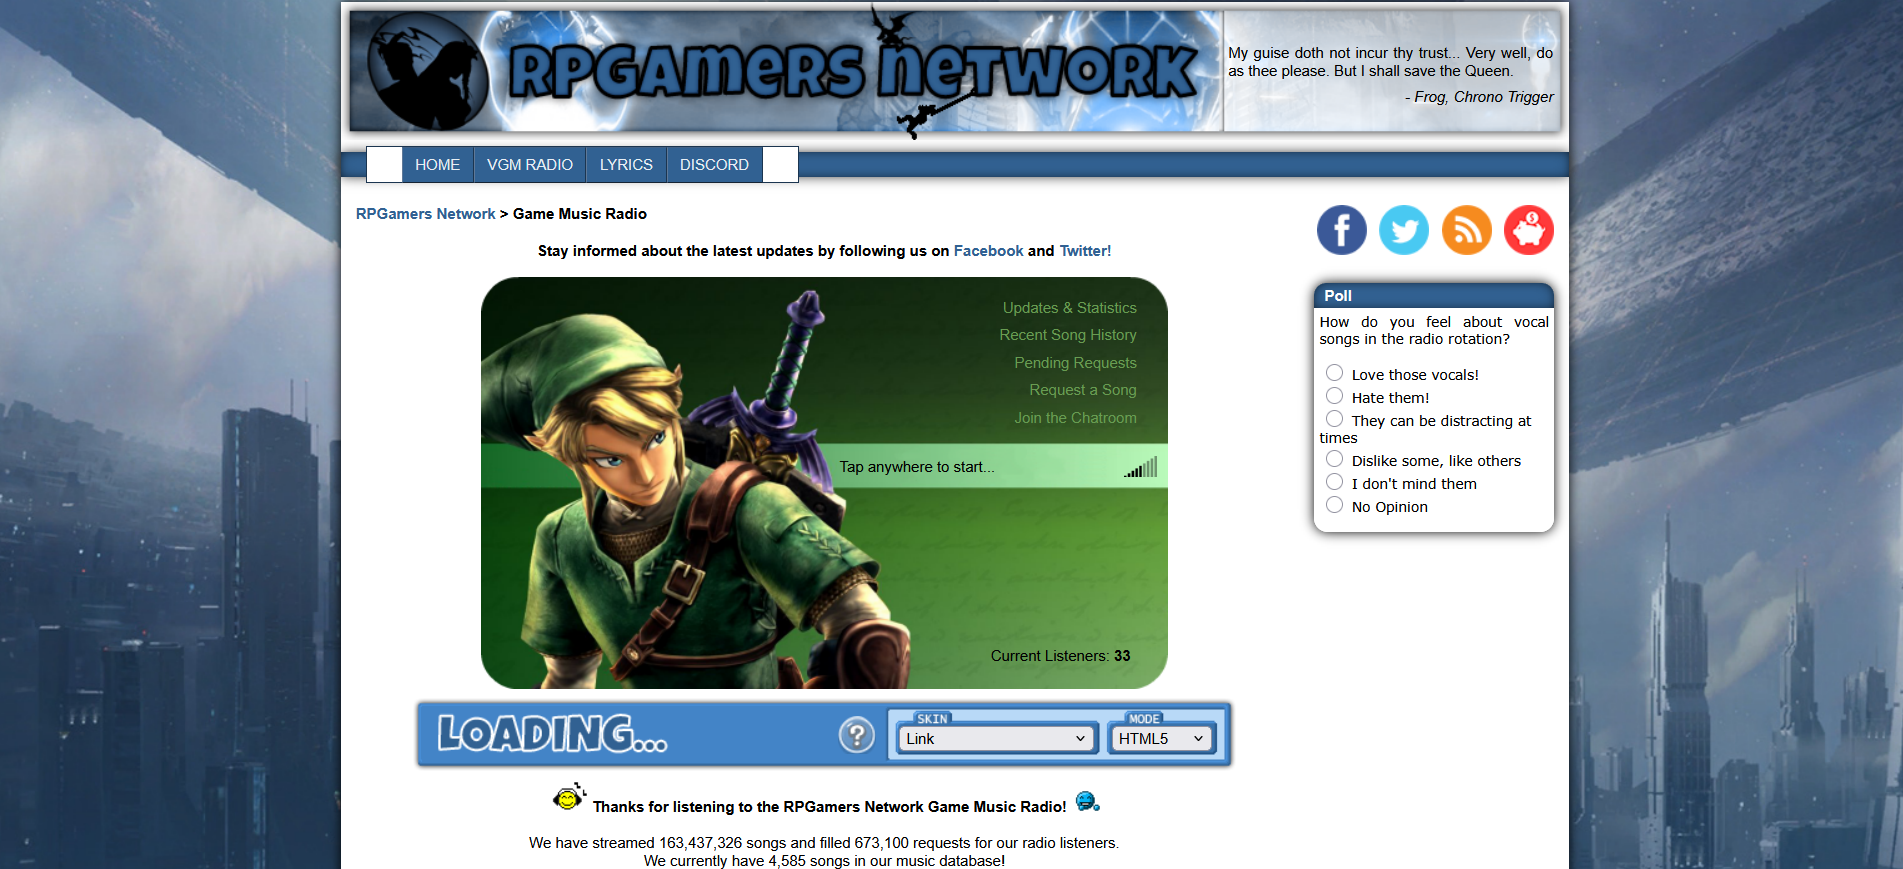 RPGAMERS NETWORK
My guise doth not incur thy trust... Very well, do
as thee please. But I shall save the Queen.
- Frog, Chrono Trigger
HOME VGM RADIO LYRICS DISCORD
RPGamers Network > Game Music Radio
Stay informed about the latest updates by following us on Facebook and Twitter!
Updates & Statistics
Recent Song History
Pending Requests
Request a Song
Join the Chatroom
Tap anywhere to start...
Current Listeners: 33
LOADING...
?
SKIN
Link
MODE
HTML5
Thanks for listening to the RPGamers Network Game Music Radio!
We have streamed 163,437,326 songs and filled 673,100 requests for our radio listeners.
We currently have 4,585 songs in our music database!
Poll
How do you feel about vocal
songs in the radio rotation?
Love those vocals!
Hate them!
They can be distracting at
times
Dislike some, like others
I don't mind them
No Opinion